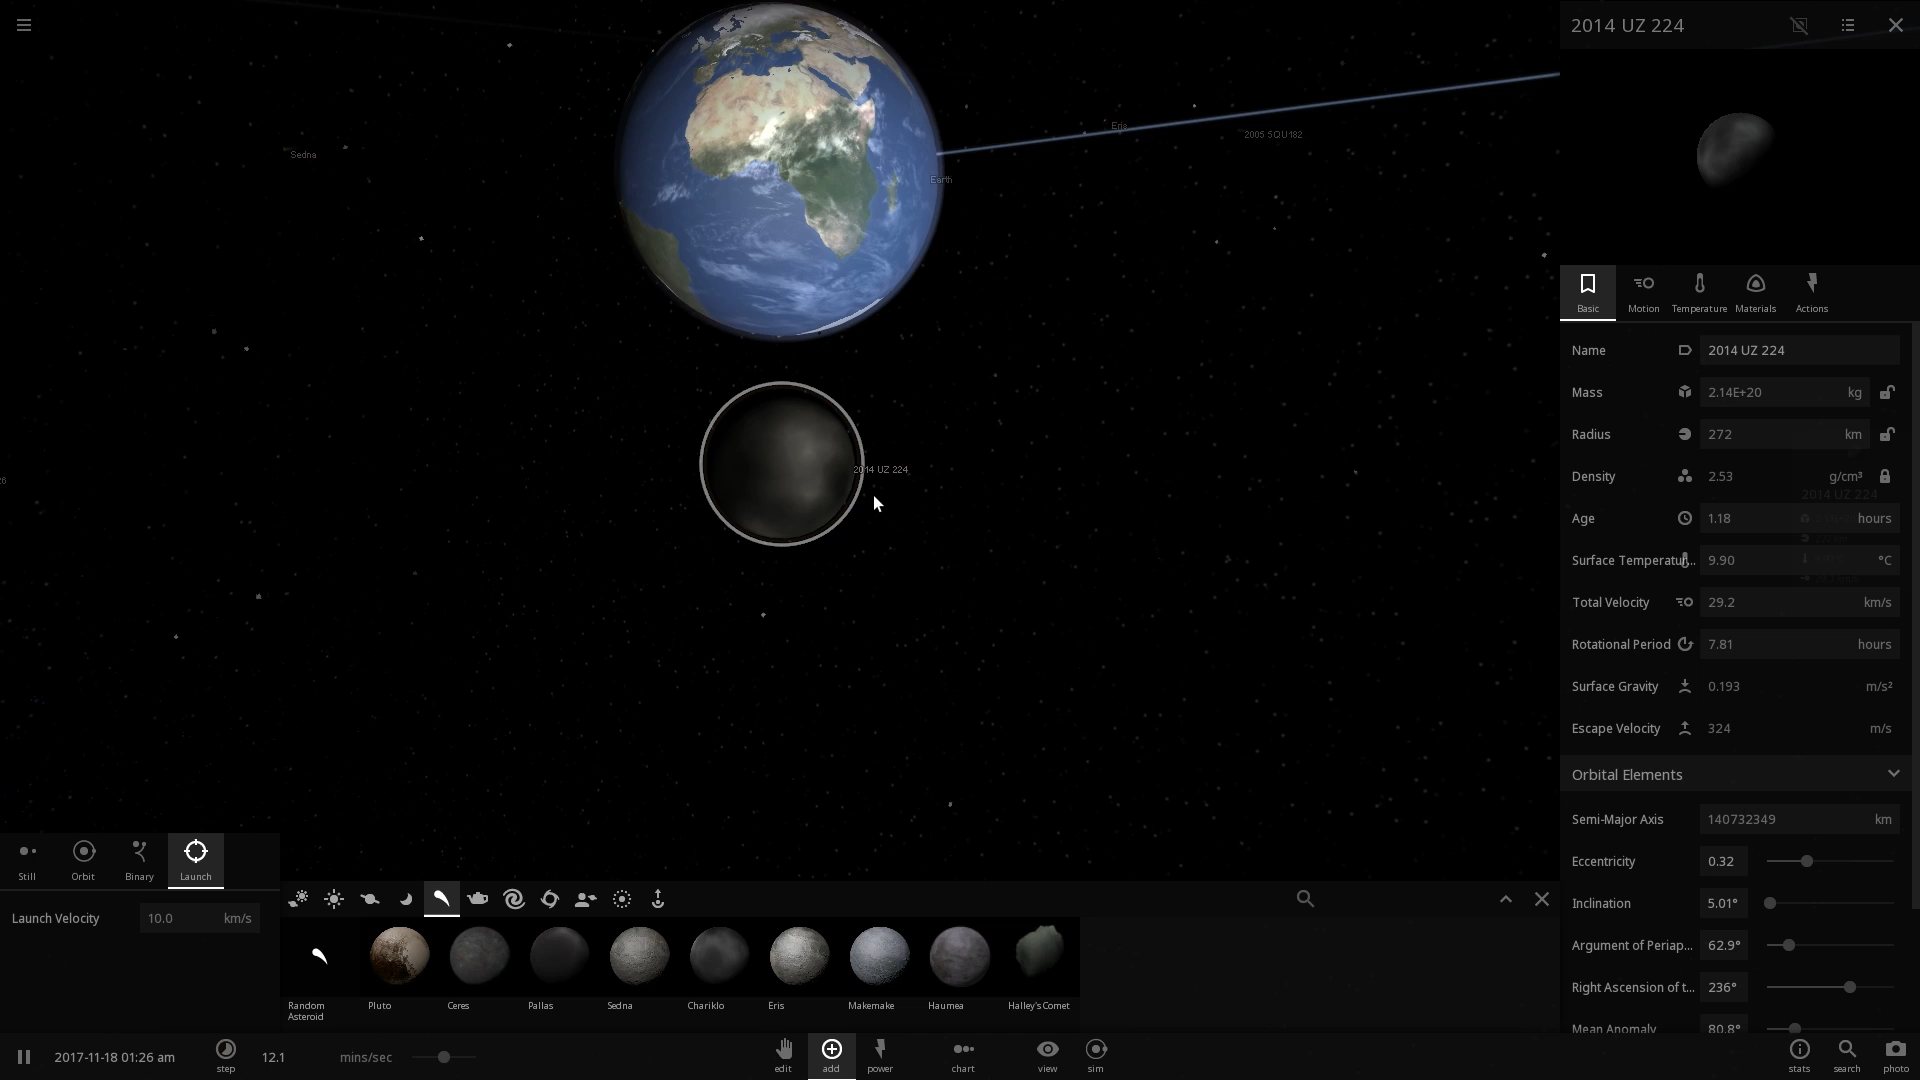 2014 UZ 224
Eris
2005 5QU182
Sedna
Earth
2014 UZ 224
Basic
Motion
Temperature
Materials
Actions
Name 2014 UZ 224
Mass 2.14E+20 kg
Radius 272 km
Density 2.53 g/cm³
2014 UZ 224
Age 1.18 hours
Surface Temperatur... 9.90 °C
Total Velocity 29.2 km/s
Rotational Period 7.81 hours
Surface Gravity 0.193 m/s²
Escape Velocity 324 m/s
Orbital Elements
Semi-Major Axis 140732349 km
Eccentricity 0.32
Inclination 5.01°
Argument of Periap... 62.9°
Right Ascension of t... 236°
Mean Anomaly 80.8°
Still
Orbit
Binary
Launch
Launch Velocity 10.0 km/s
Random
Asteroid
Pluto
Ceres
Pallas
Sedna
Chariklo
Eris
Makemake
Haumea
Halley's Comet
2017-11-18 01:26 am
step
12.1 mins/sec
edit
add
power
chart
view
sim
stats
search
photo